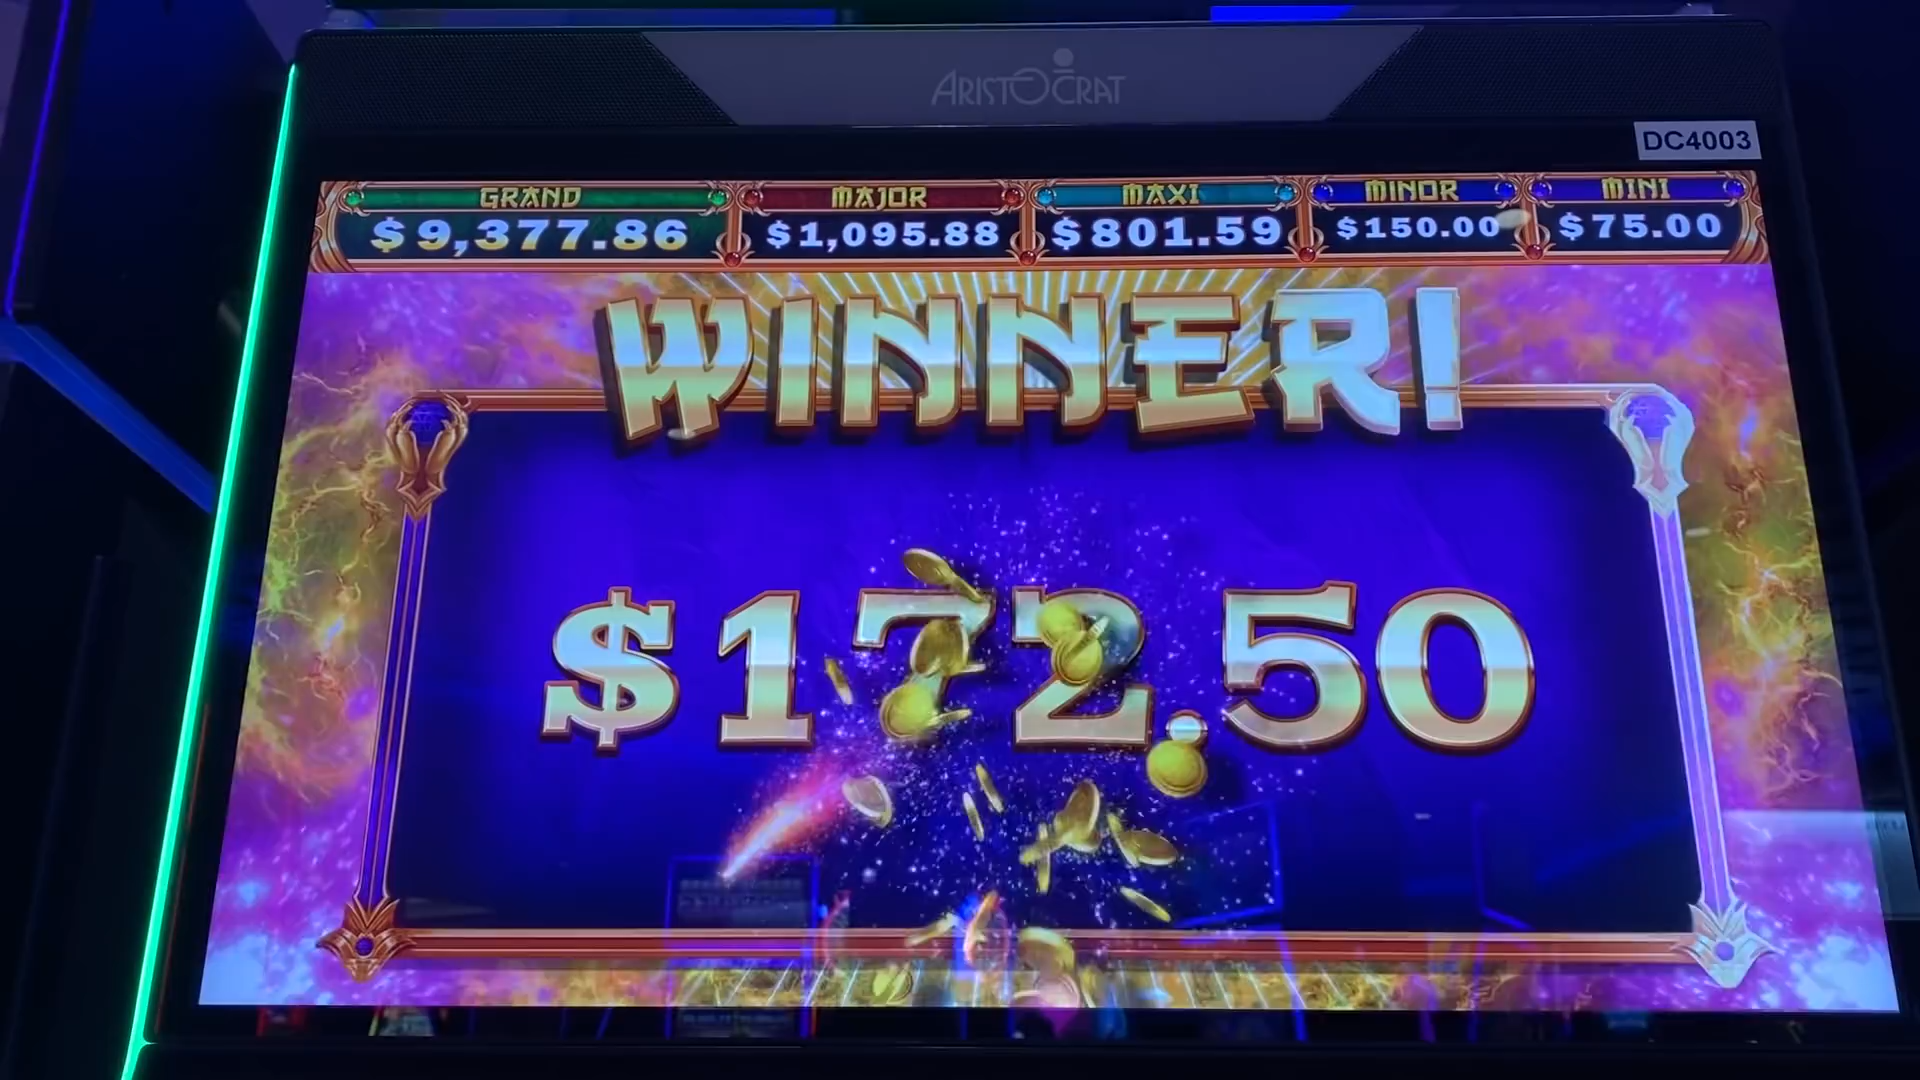 ARISTOCRAT
DC4003
GRAND
$9,377.86
MAJOR
$1,095.88
MAXI
$801.59
MINOR
$150.00
MINI
$75.00
WINNER!
$172.50